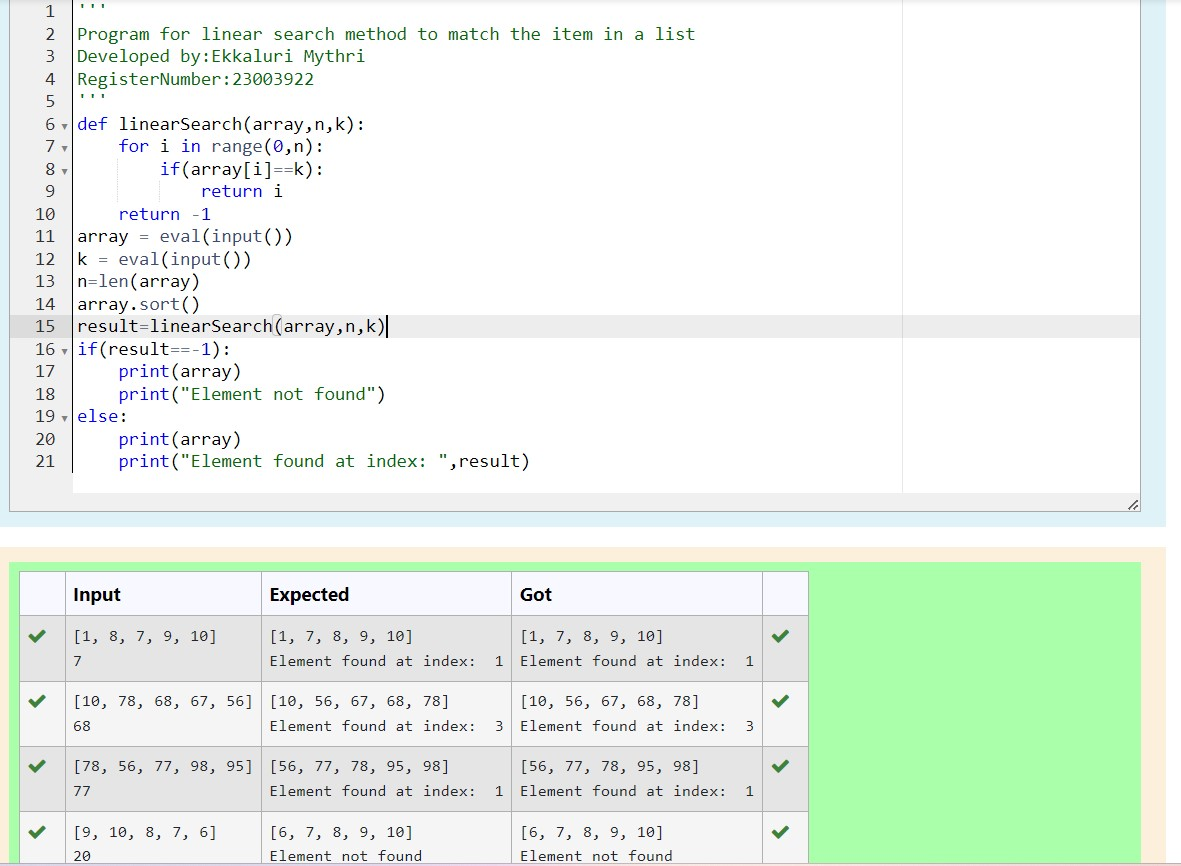 1 '''
2 Program for linear search method to match the item in a list
3 Developed by:Ekkaluri Mythri
4 RegisterNumber:23003922
5 '''
6 def linearSearch(array,n,k):
7     for i in range(0,n):
8         if(array[i]==k):
9             return i
10     return -1
11 array = eval(input())
12 k = eval(input())
13 n=len(array)
14 array.sort()
15 result=linearSearch(array,n,k)
16 if(result==-1):
17     print(array)
18     print("Element not found")
19 else:
20     print(array)
21     print("Element found at index: ",result)
Input Expected Got
[1, 8, 7, 9, 10] [1, 7, 8, 9, 10] [1, 7, 8, 9, 10]
7 Element found at index:  1 Element found at index:  1
[10, 78, 68, 67, 56] [10, 56, 67, 68, 78] [10, 56, 67, 68, 78]
68 Element found at index:  3 Element found at index:  3
[78, 56, 77, 98, 95] [56, 77, 78, 95, 98] [56, 77, 78, 95, 98]
77 Element found at index:  1 Element found at index:  1
[9, 10, 8, 7, 6] [6, 7, 8, 9, 10] [6, 7, 8, 9, 10]
20 Element not found Element not found